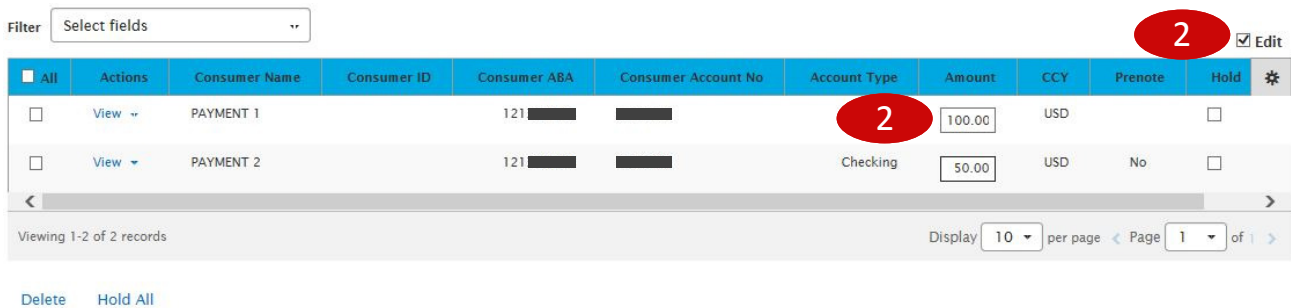 Filter Select fields
2 Edit
All Actions Consumer Name Consumer ID Consumer ABA Consumer Account No Account Type Amount CCY Prenote Hold
View PAYMENT 1 121 2 100.00 USD
View PAYMENT 2 121 Checking 50.00 USD No
Viewing 1-2 of 2 records Display 10 per page Page 1 of 1
Delete Hold All